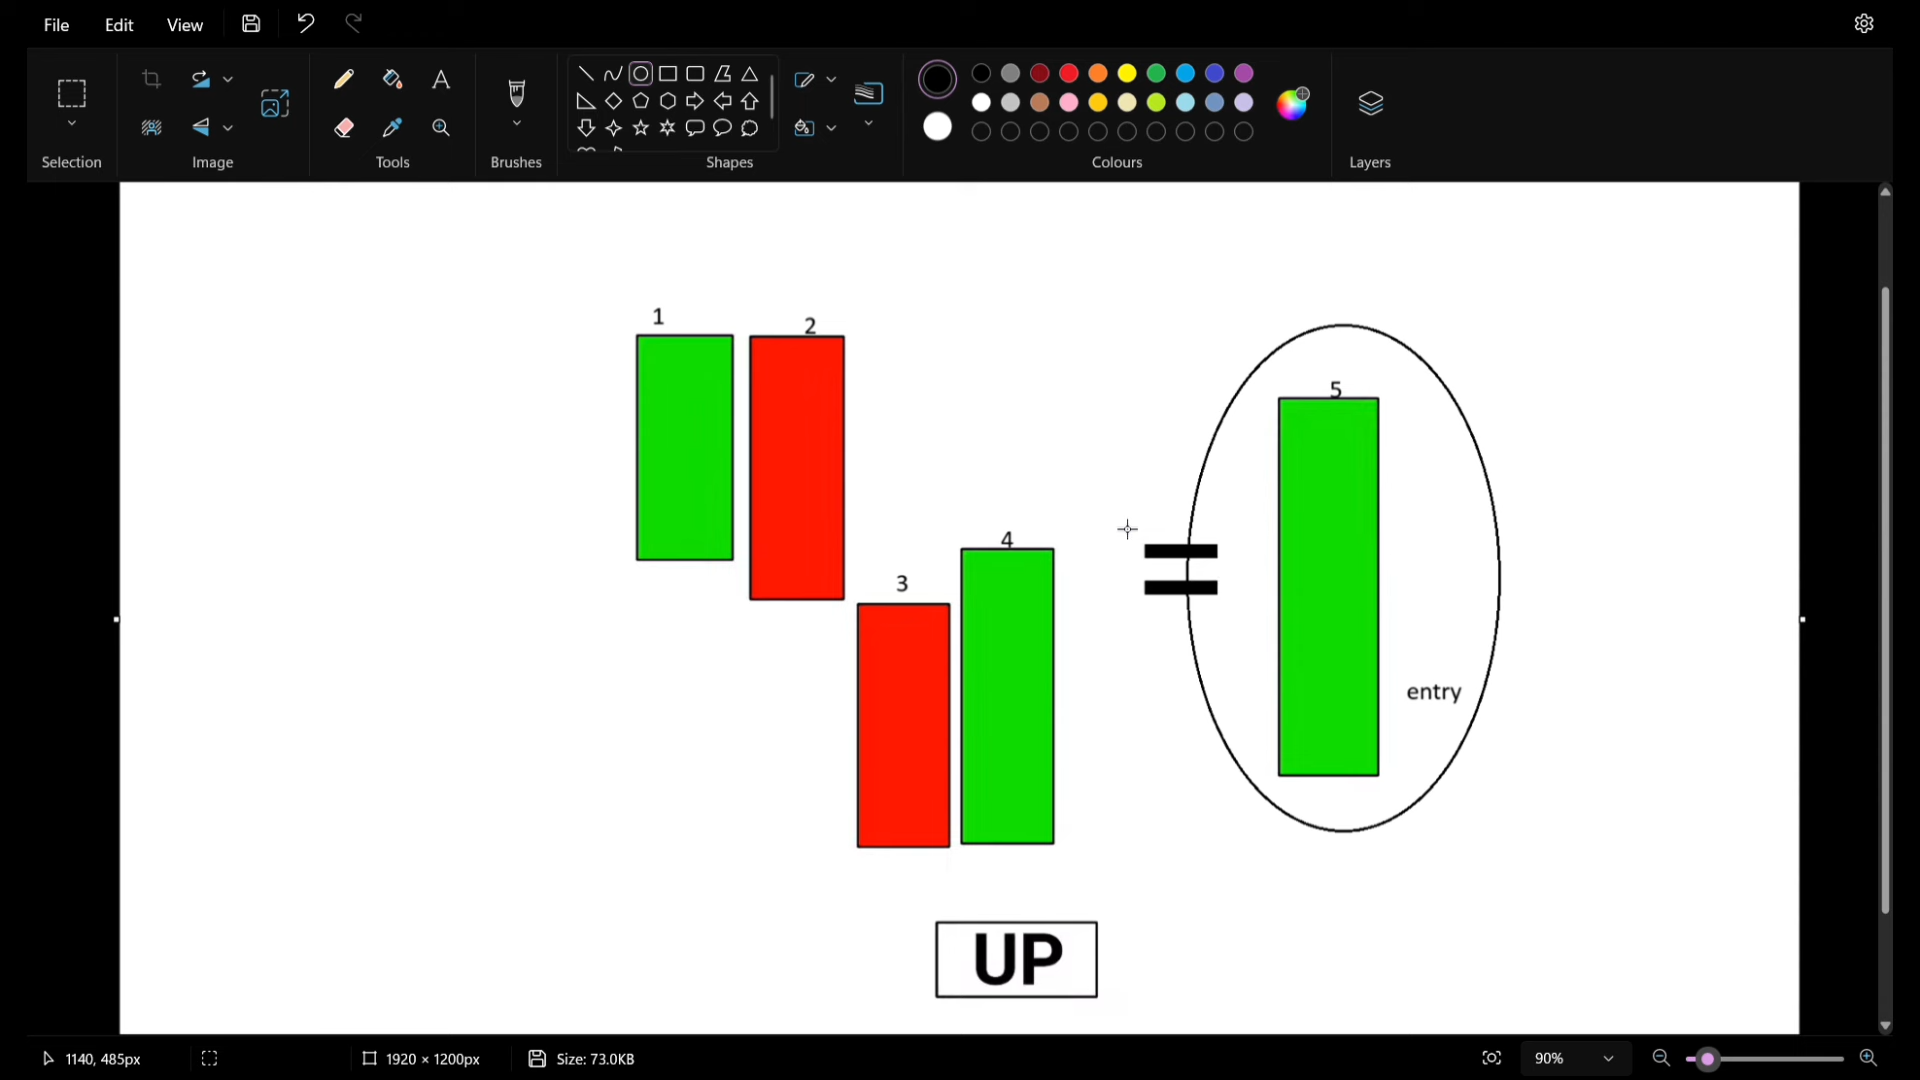 File Edit View
Selection Image Tools Brushes Shapes Colours Layers
1
2
5
4
3
entry
UP
1140, 485px 1920 × 1200px Size: 73.0KB 90%